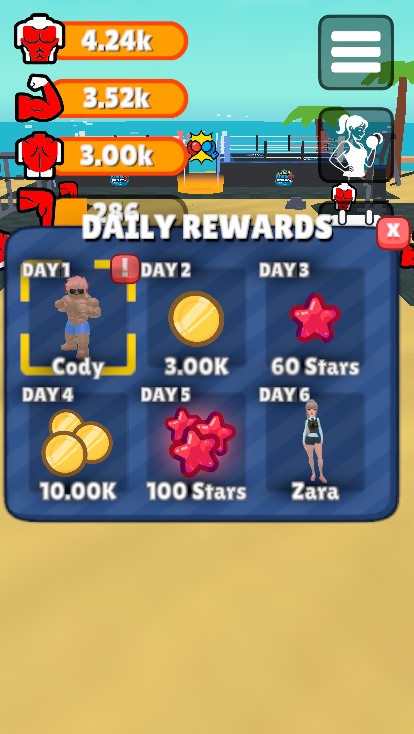 4.24k
3.52k
3.00k
286
DAILY REWARDS
X
DAY 1
!
DAY 2
DAY 3
Cody
3.00K
60 Stars
DAY 4
DAY 5
DAY 6
10.00K
100 Stars
Zara